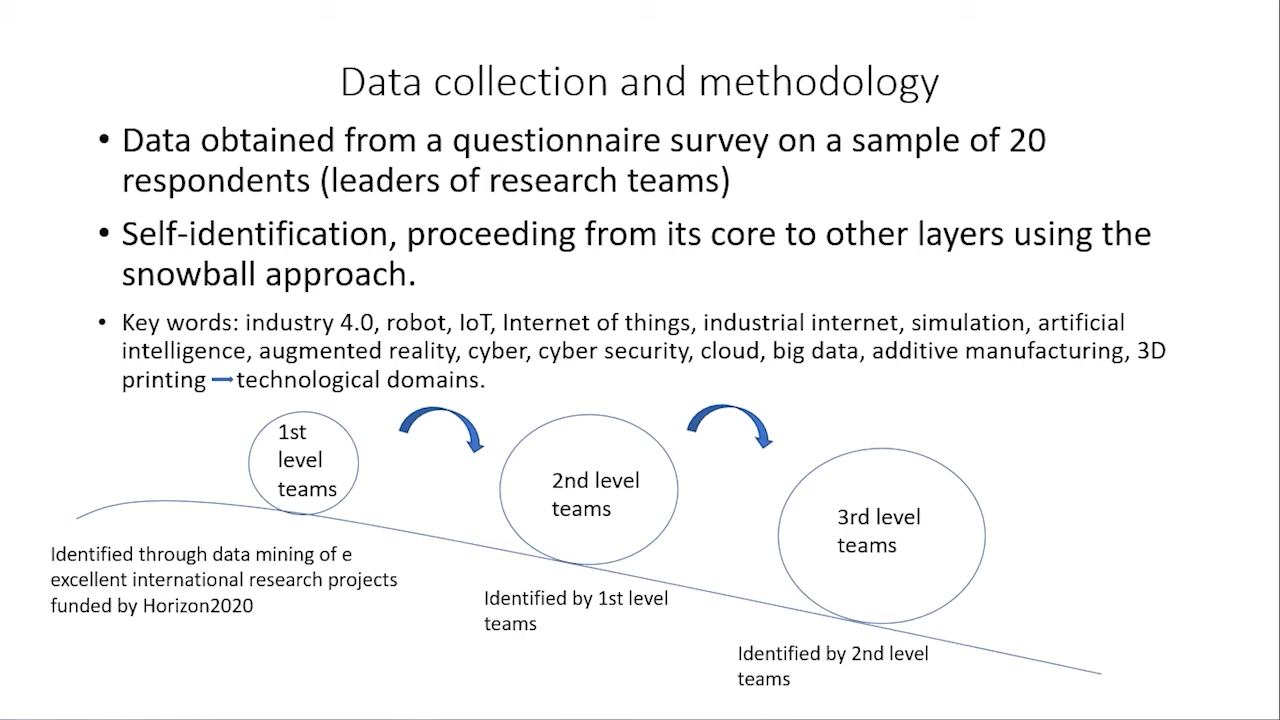 Data collection and methodology
• Data obtained from a questionnaire survey on a sample of 20
respondents (leaders of research teams)
• Self-identification, proceeding from its core to other layers using the
snowball approach.
• Key words: industry 4.0, robot, IoT, Internet of things, industrial internet, simulation, artificial
intelligence, augmented reality, cyber, cyber security, cloud, big data, additive manufacturing, 3D
printing → technological domains.
1st
level
teams
2nd level
teams
3rd level
teams
Identified through data mining of e
excellent international research projects
funded by Horizon2020
Identified by 1st level
teams
Identified by 2nd level
teams